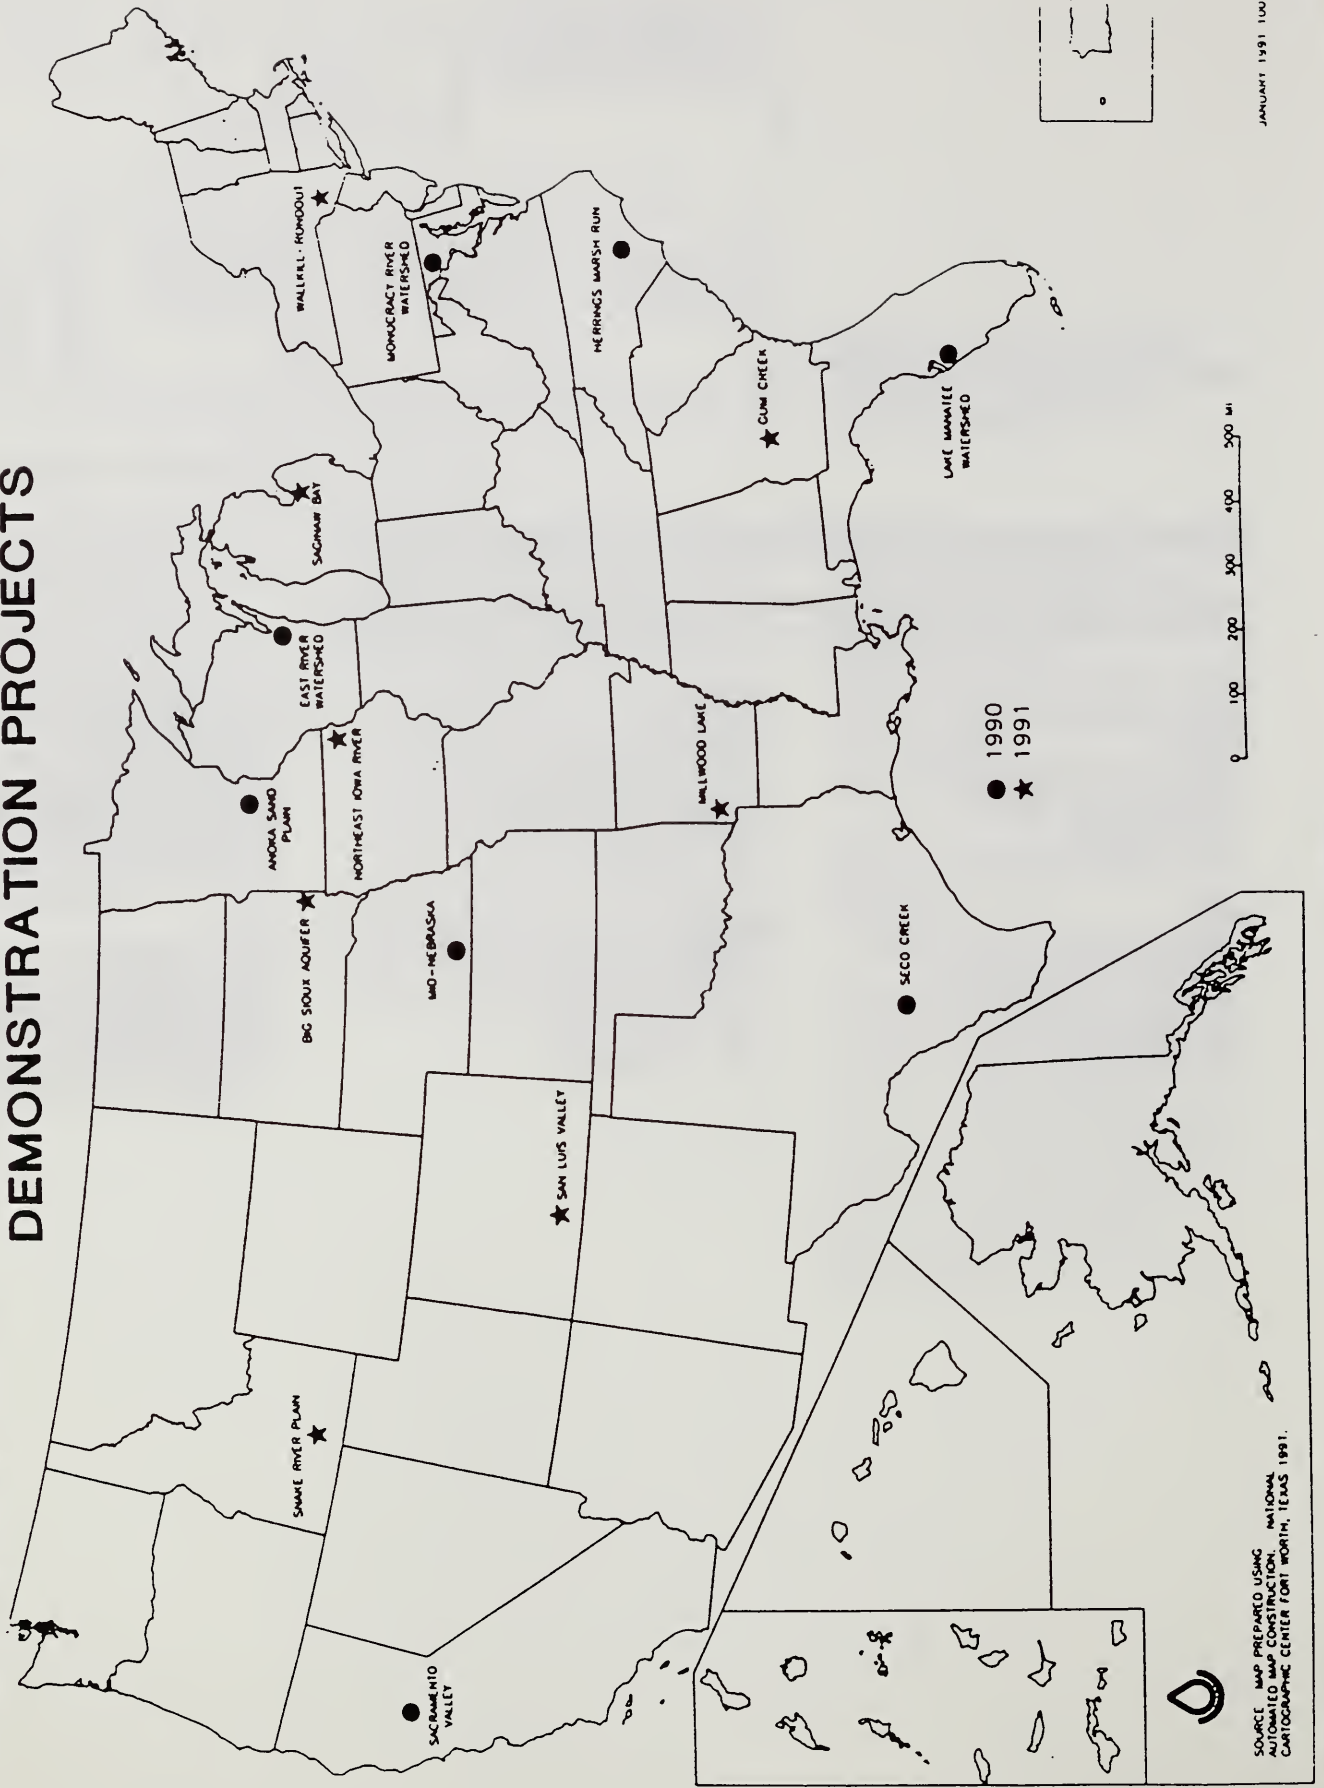 DEMONSTRATION PROJECTS
SACRAMENTO
VALLEY
SNAKE RIVER PLAIN
SAN LUIS VALLEY
BIG SIOUX AQUIFER
MID-NEBRASKA
SECO CREEK
ANOKA SAND
PLAIN
NORTHEAST IOWA RIVER
MILLWOOD LAKE
EAST RIVER
WATERSHED
SAGINAW BAY
WALLKILL-RONDOUT
MONOCRACY RIVER
WATERSHED
HERRINGS MARSH RUN
GUM CREEK
LAKE MANATEE
WATERSHED
1990
1991
0 100 200 300 400 500 MI
SOURCE MAP PREPARED USING
AUTOMATED MAP CONSTRUCTION. NATIONAL
CARTOGRAPHIC CENTER FORT WORTH, TEXAS 1991.
JANUARY 1991